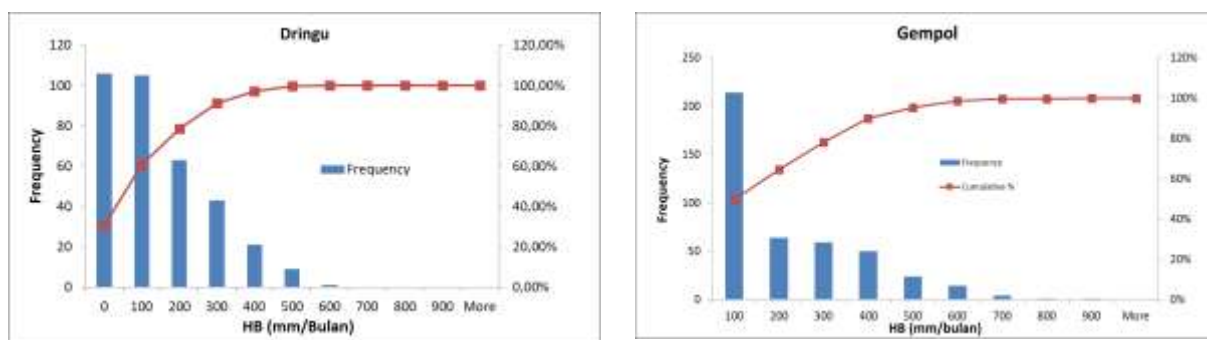 Dringu
120
100
80
60
40
20
0
Frequency
120,00%
100,00%
80,00%
60,00%
40,00%
20,00%
0,00%
Frequency
0 100 200 300 400 500 600 700 800 900 More
HB (mm/Bulan)
Gempol
250
200
150
100
50
0
Frequency
120%
100%
80%
60%
40%
20%
0%
Frequency
Cumulative %
100 200 300 400 500 600 700 800 900 More
HB (mm/bulan)